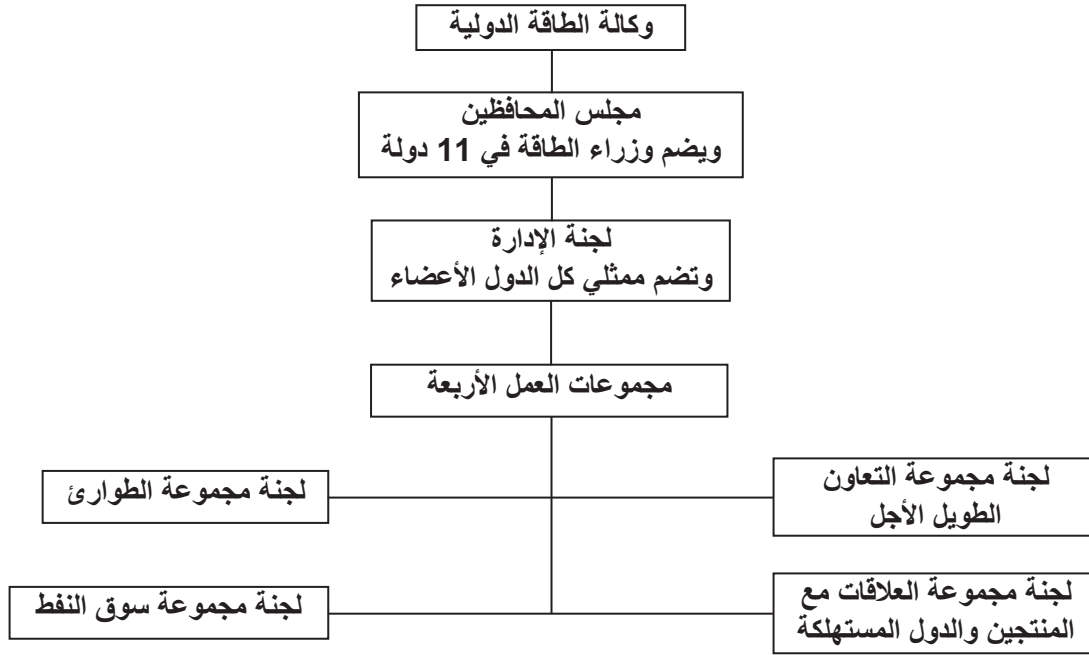 وكالة الطاقة الدولية
مجلس المحافظين
ويضم وزراء الطاقة في 11 دولة
لجنة الإدارة
وتضم ممثلي كل الدول الأعضاء
مجموعات العمل الأربعة
لجنة مجموعة التعاون
الطويل الأجل
لجنة مجموعة الطوارئ
لجنة مجموعة العلاقات مع
المنتجين والدول المستهلكة
لجنة مجموعة سوق النفط